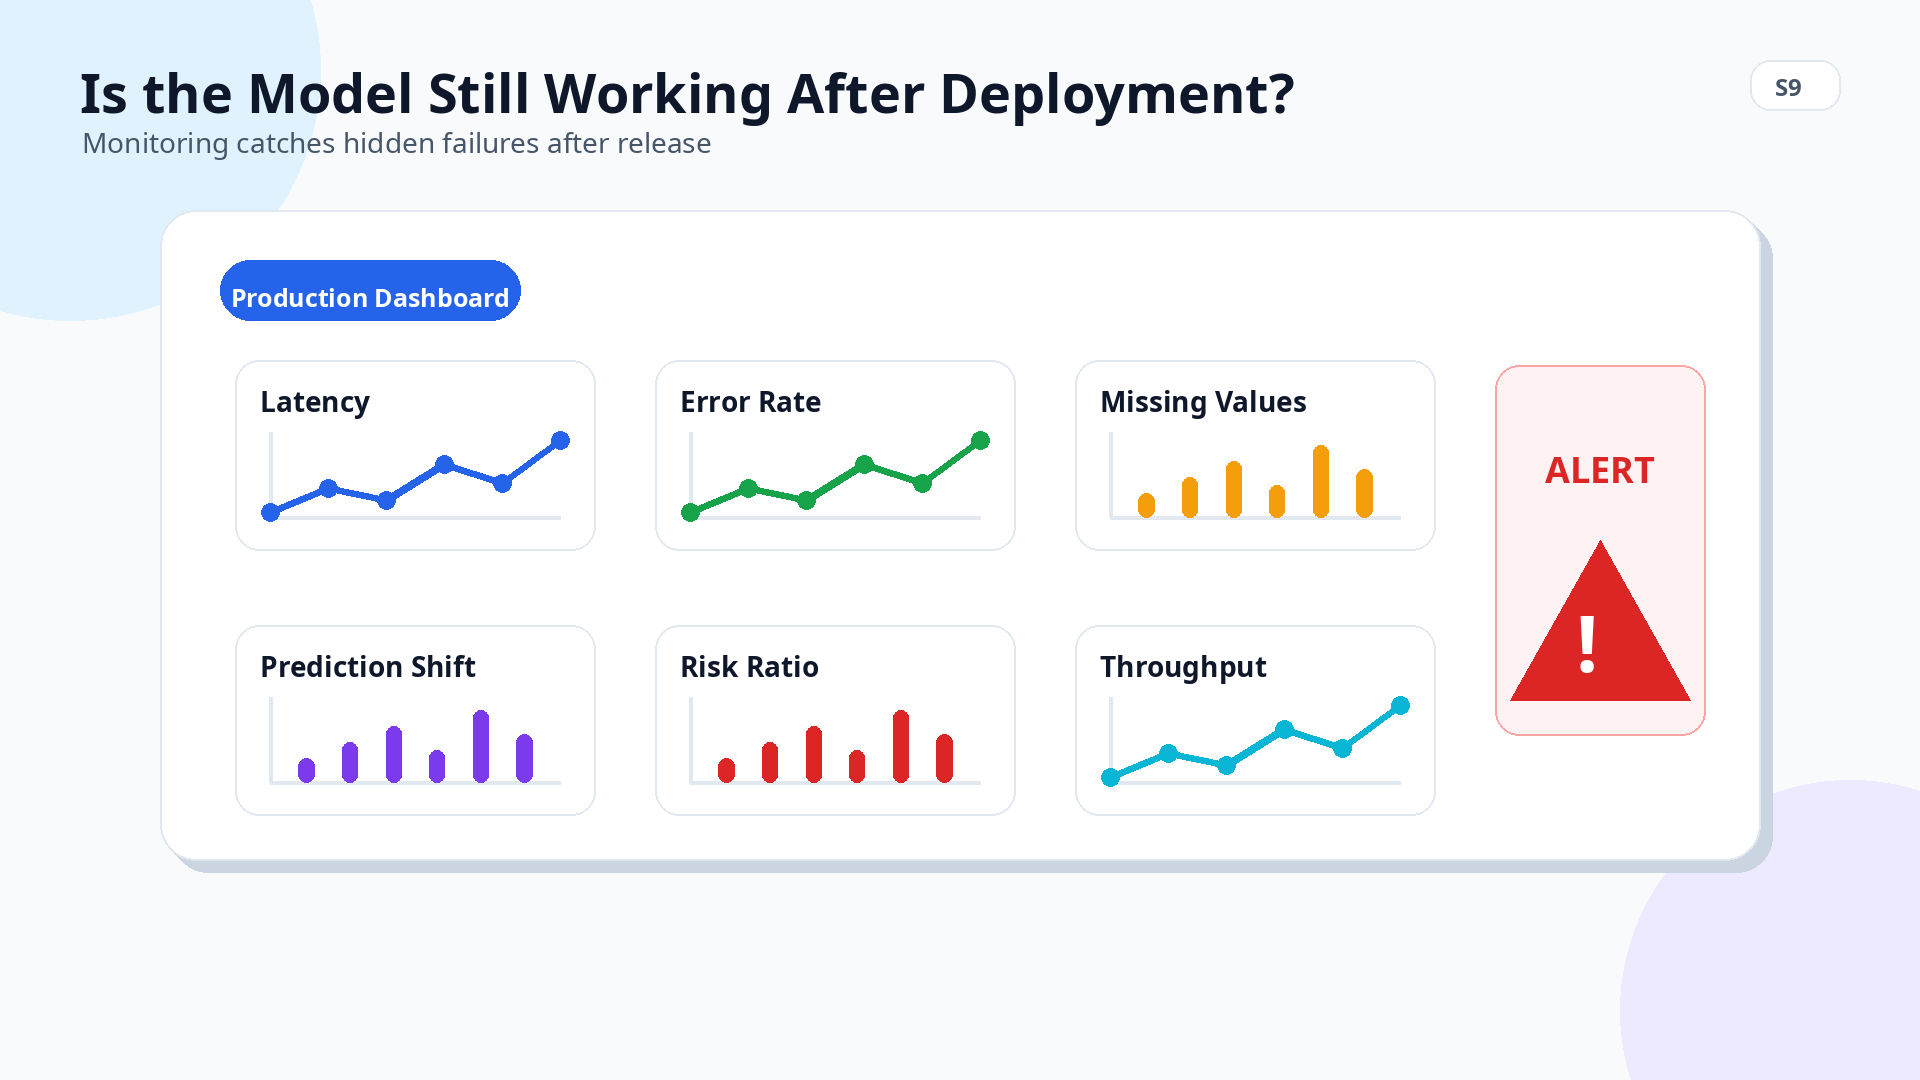 Is the Model Still Working After Deployment?
S9
Monitoring catches hidden failures after release
Production Dashboard
Latency
Error Rate
Missing Values
ALERT
!
Prediction Shift
Risk Ratio
Throughput